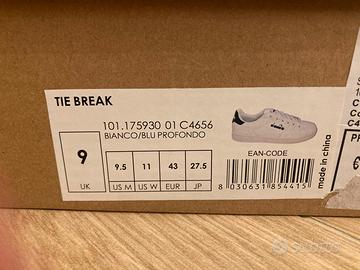 TIE BREAK
101.175930 01 C4656
BIANCO/BLU PROFONDO
9
UK
9.5
US M
11
US W
43
EUR
27.5
JP
EAN-CODE
8 030631 854415
made in china